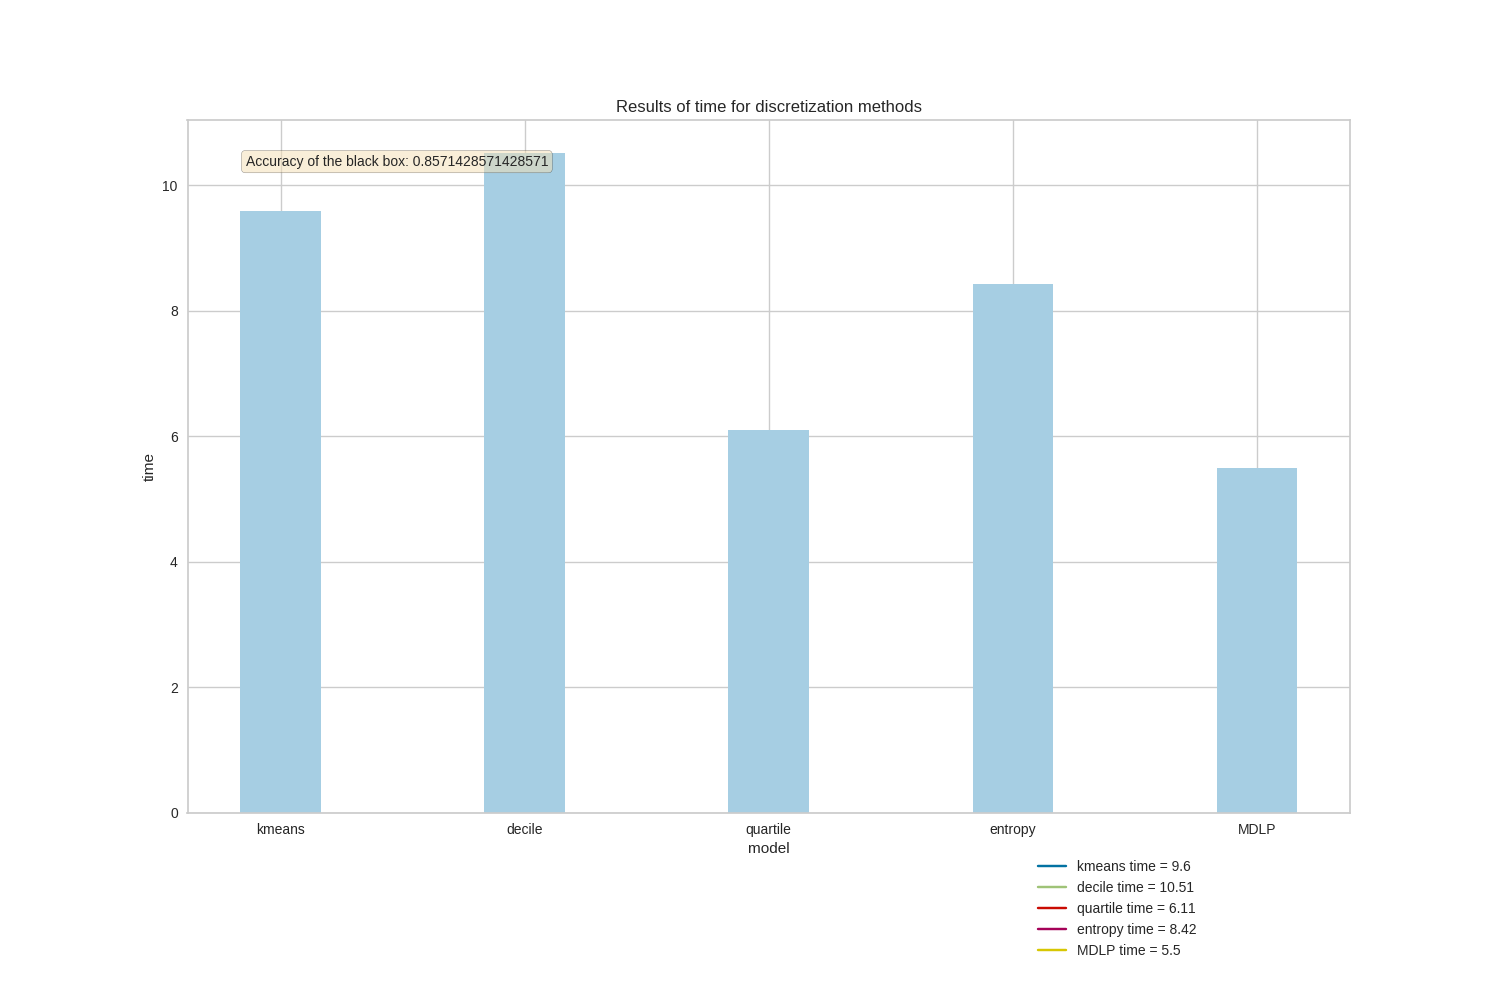 Results of time for discretization methods
Accuracy of the black box: 0.8571428571428571
10
8
6
4
2
0
time
kmeans
decile
quartile
entropy
MDLP
model
kmeans time = 9.6
decile time = 10.51
quartile time = 6.11
entropy time = 8.42
MDLP time = 5.5